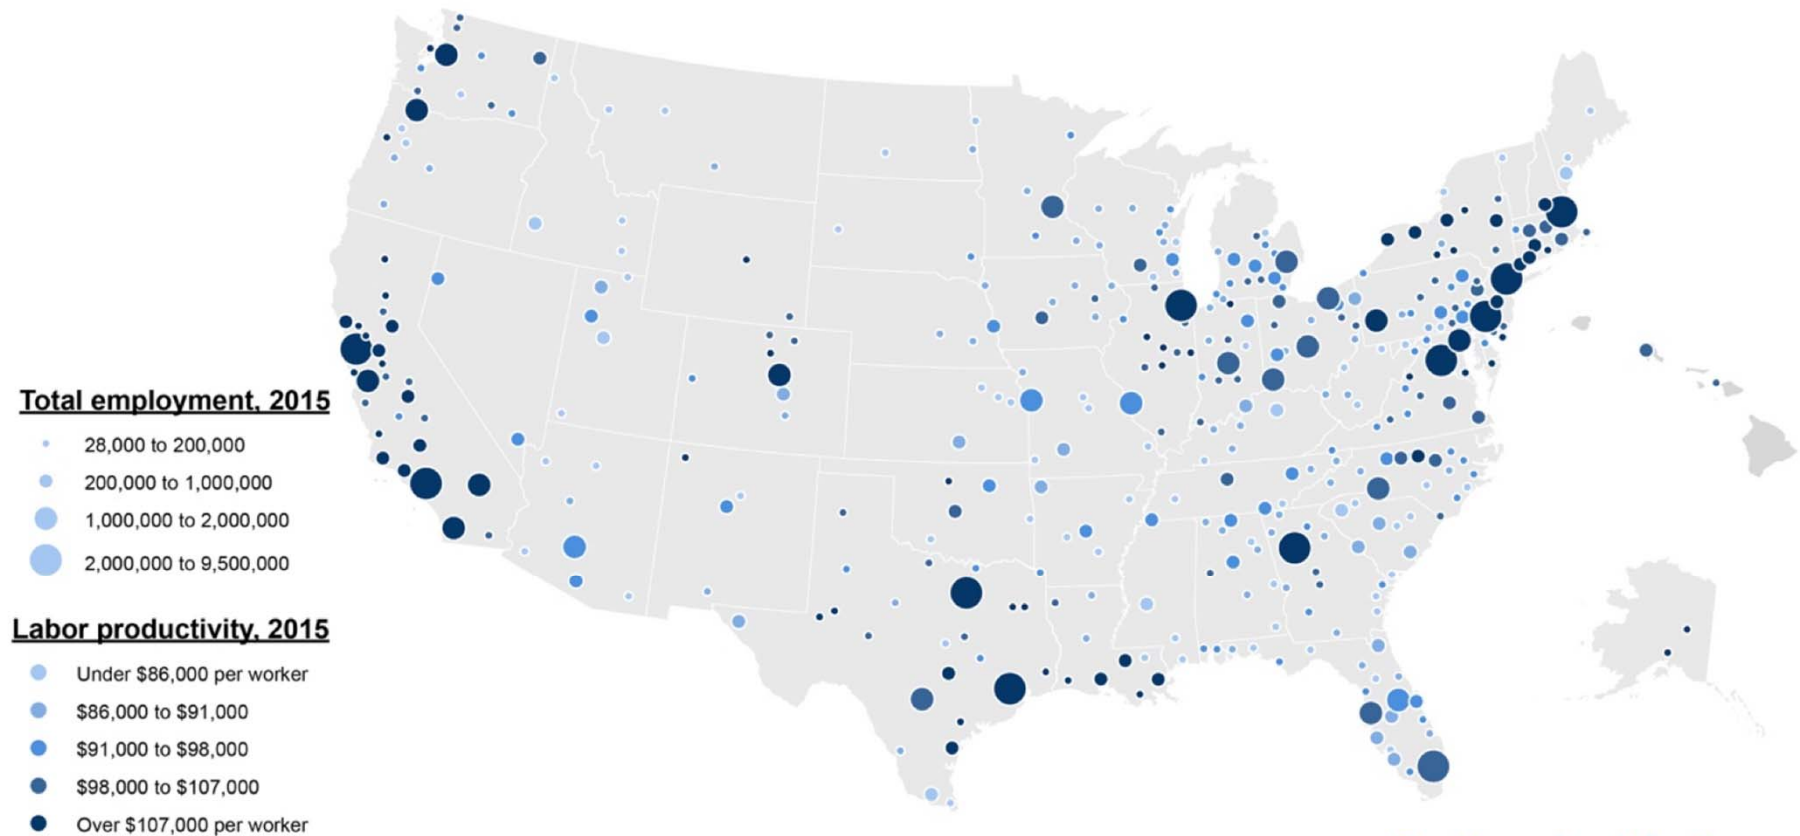 Total employment, 2015
28,000 to 200,000
200,000 to 1,000,000
1,000,000 to 2,000,000
2,000,000 to 9,500,000
Labor productivity, 2015
Under $86,000 per worker
$86,000 to $91,000
$91,000 to $98,000
$98,000 to $107,000
Over $107,000 per worker